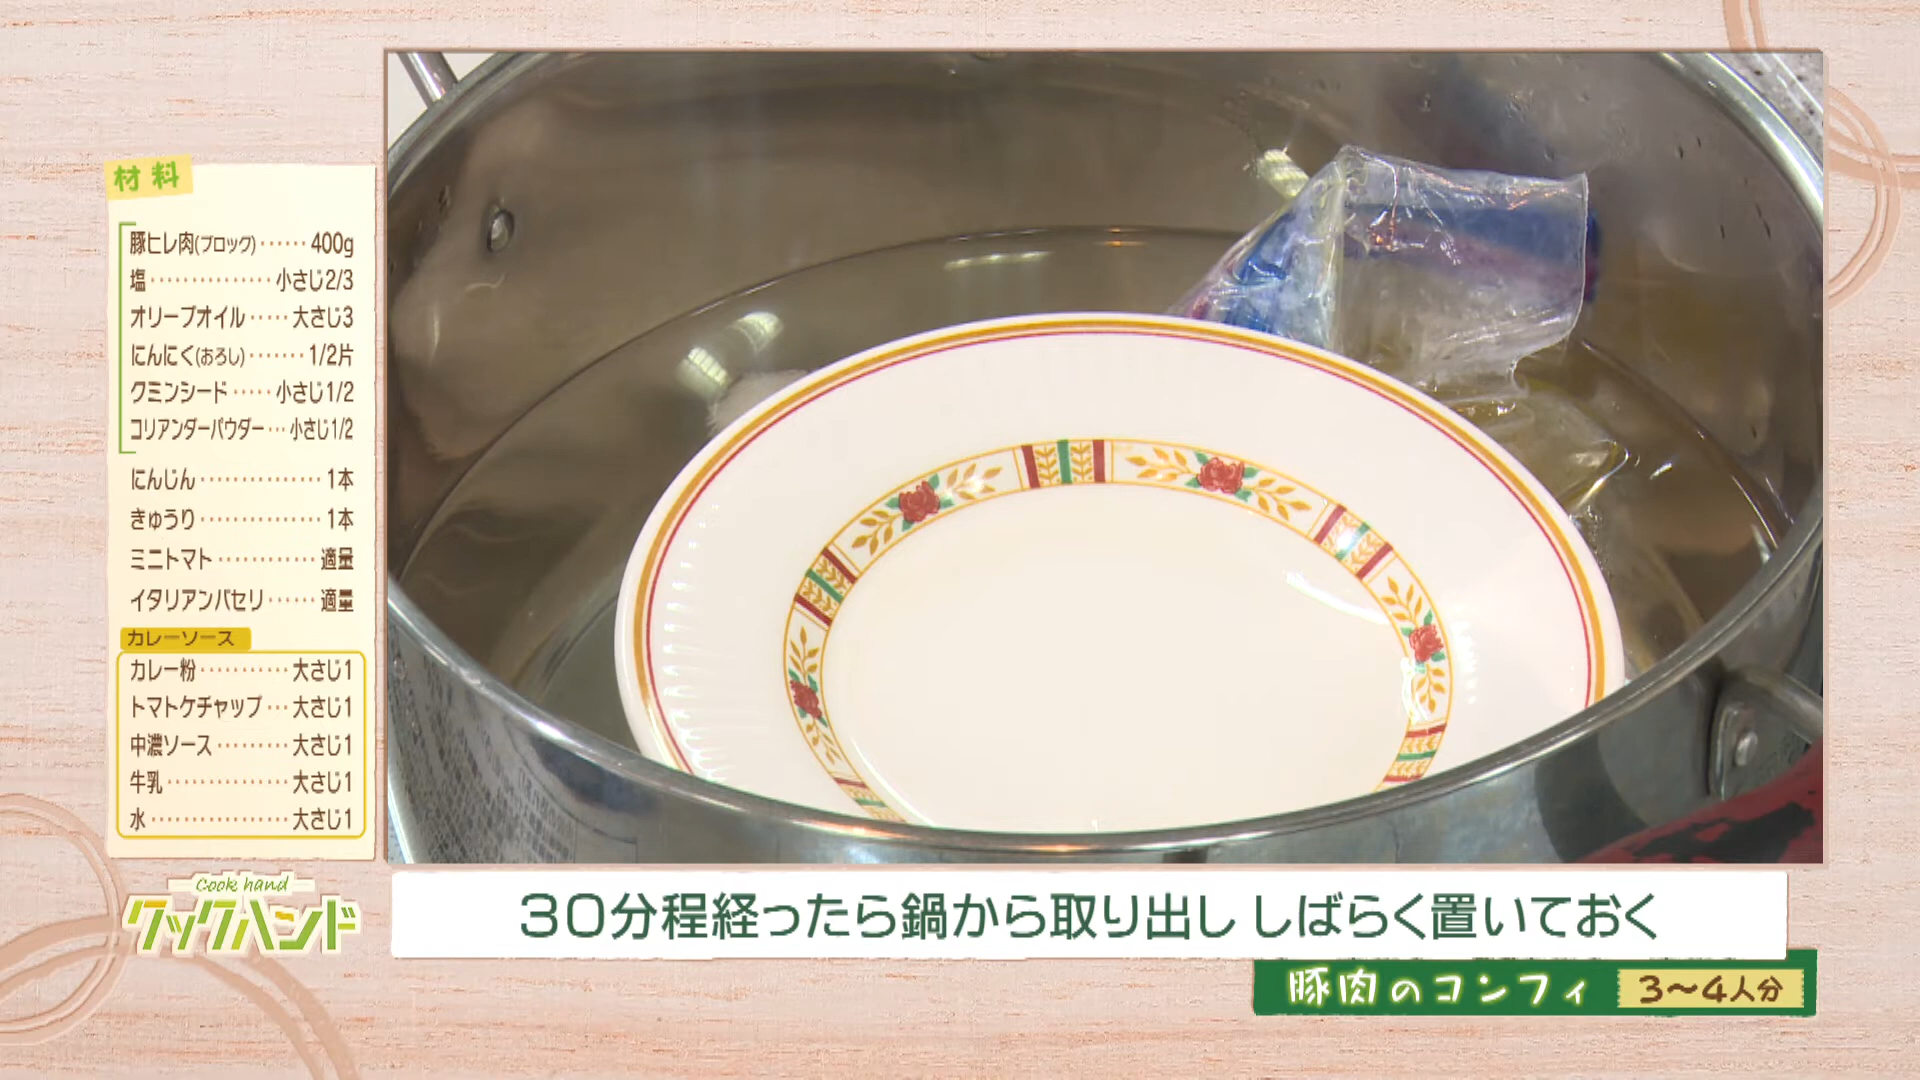 材料
豚ヒレ肉(ブロック)……400g
塩……………小さじ2/3
オリーブオイル……大さじ3
にんにく(おろし)……1/2片
クミンシード……小さじ1/2
コリアンダーパウダー…小さじ1/2
にんじん……………1本
きゅうり……………1本
ミニトマト…………適量
イタリアンパセリ……適量
カレーソース
カレー粉…………大さじ1
トマトケチャップ…大さじ1
中濃ソース………大さじ1
牛乳……………大さじ1
水………………大さじ1
Cook hand
クックハンド
30分程経ったら鍋から取り出し しばらく置いておく
豚肉のコンフィ 3〜4人分